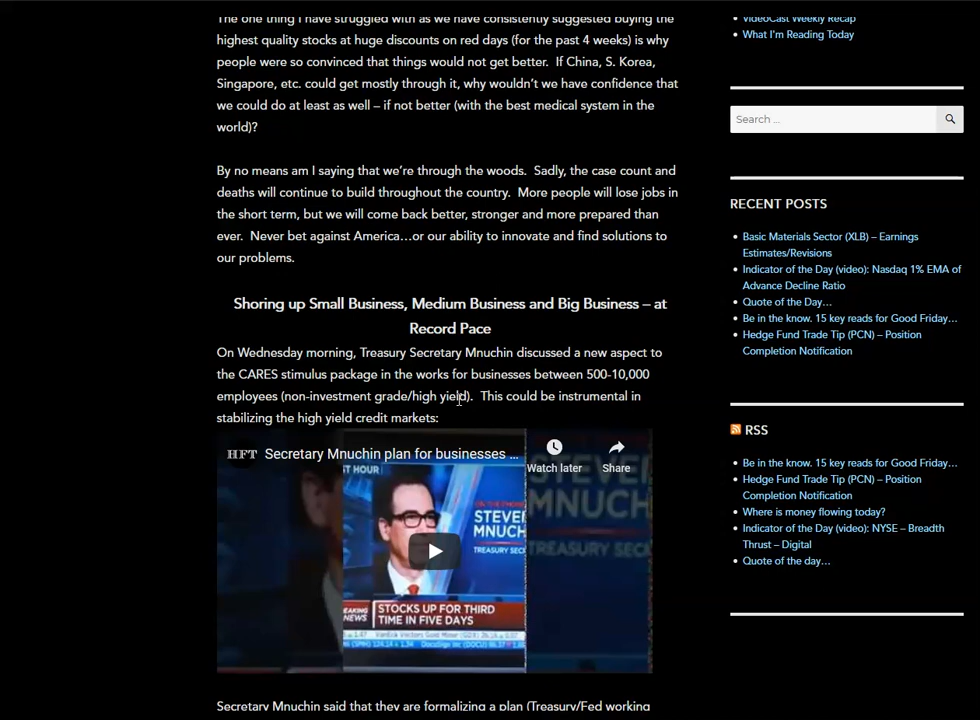 The one thing I have struggled with as we have consistently suggested buying the
highest quality stocks at huge discounts on red days (for the past 4 weeks) is why
people were so convinced that things would not get better.  If China, S. Korea,
Singapore, etc. could get mostly through it, why wouldn't we have confidence that
we could do at least as well – if not better (with the best medical system in the
world)?
By no means am I saying that we're through the woods.  Sadly, the case count and
deaths will continue to build throughout the country.  More people will lose jobs in
the short term, but we will come back better, stronger and more prepared than
ever.  Never bet against America…or our ability to innovate and find solutions to
our problems.
Shoring up Small Business, Medium Business and Big Business – at
Record Pace
On Wednesday morning, Treasury Secretary Mnuchin discussed a new aspect to
the CARES stimulus package in the works for businesses between 500-10,000
employees (non-investment grade/high yield).  This could be instrumental in
stabilizing the high yield credit markets:
HFT Secretary Mnuchin plan for businesses ...
Watch later
Share
ST HOUR
STEVE
MNUCH
TREASURY SEC
STEVE
MNUCH
TREASURY SEC
NEWS
STOCKS UP FOR THIRD
TIME IN FIVE DAYS
Secretary Mnuchin said that they are formalizing a plan (Treasury/Fed working
VideoCast Weekly Recap
What I'm Reading Today
Search ...
RECENT POSTS
Basic Materials Sector (XLB) – Earnings
Estimates/Revisions
Indicator of the Day (video): Nasdaq 1% EMA of
Advance Decline Ratio
Quote of the Day…
Be in the know. 15 key reads for Good Friday…
Hedge Fund Trade Tip (PCN) – Position
Completion Notification
RSS
Be in the know. 15 key reads for Good Friday…
Hedge Fund Trade Tip (PCN) – Position
Completion Notification
Where is money flowing today?
Indicator of the Day (video): NYSE – Breadth
Thrust – Digital
Quote of the day…